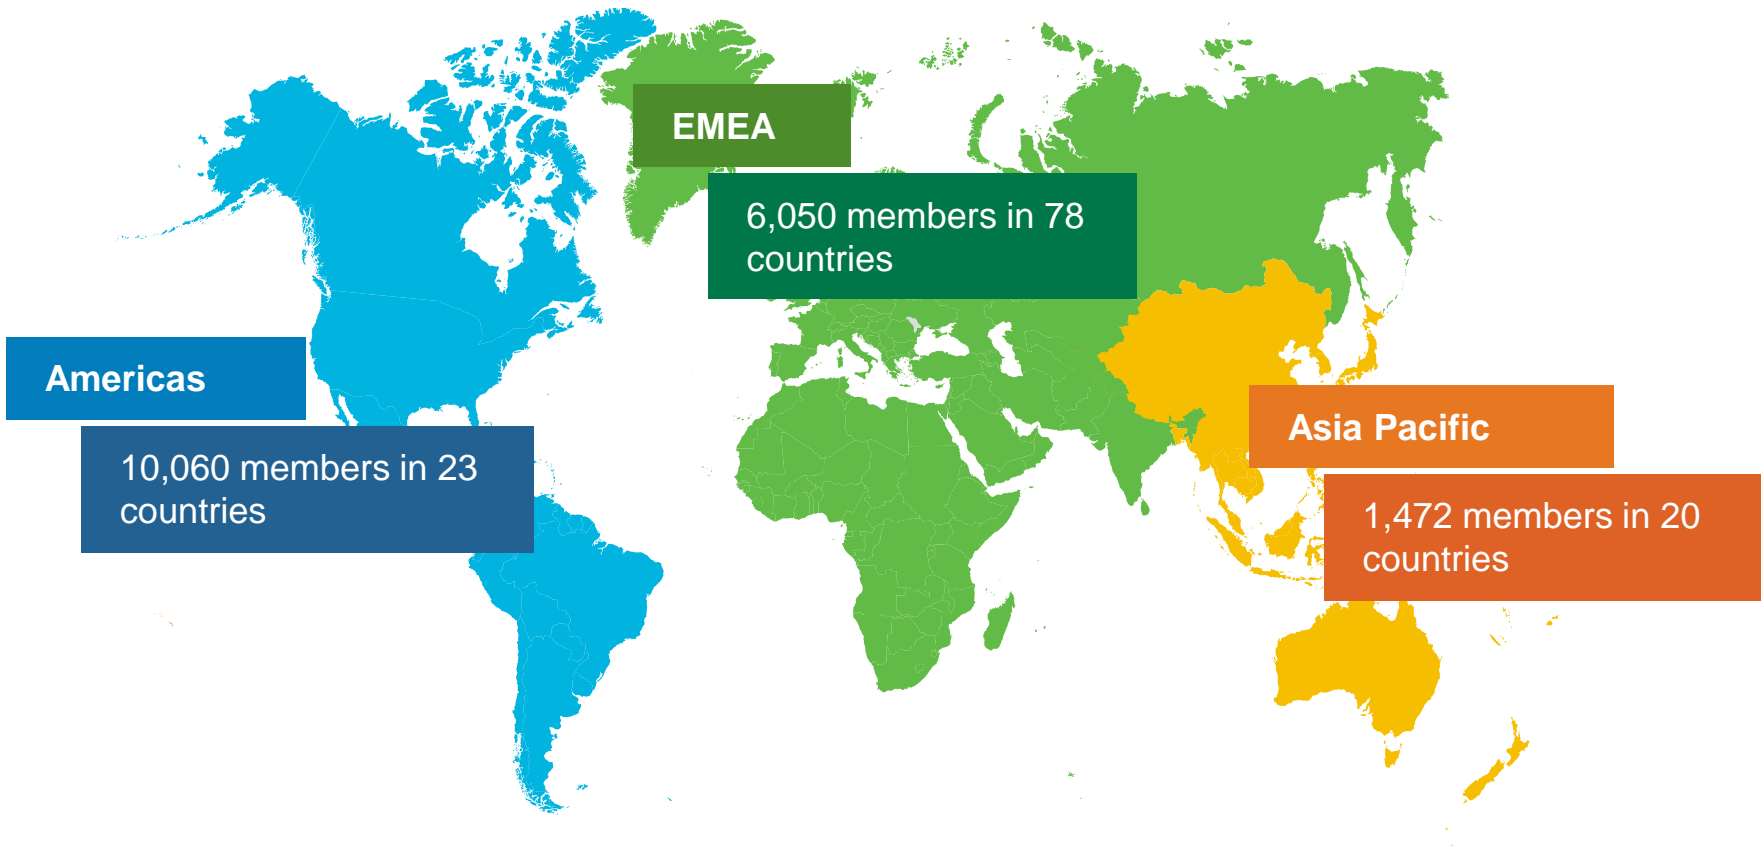 EMEA
6,050 members in 78
countries
Americas
10,060 members in 23
countries
Asia Pacific
1,472 members in 20
countries